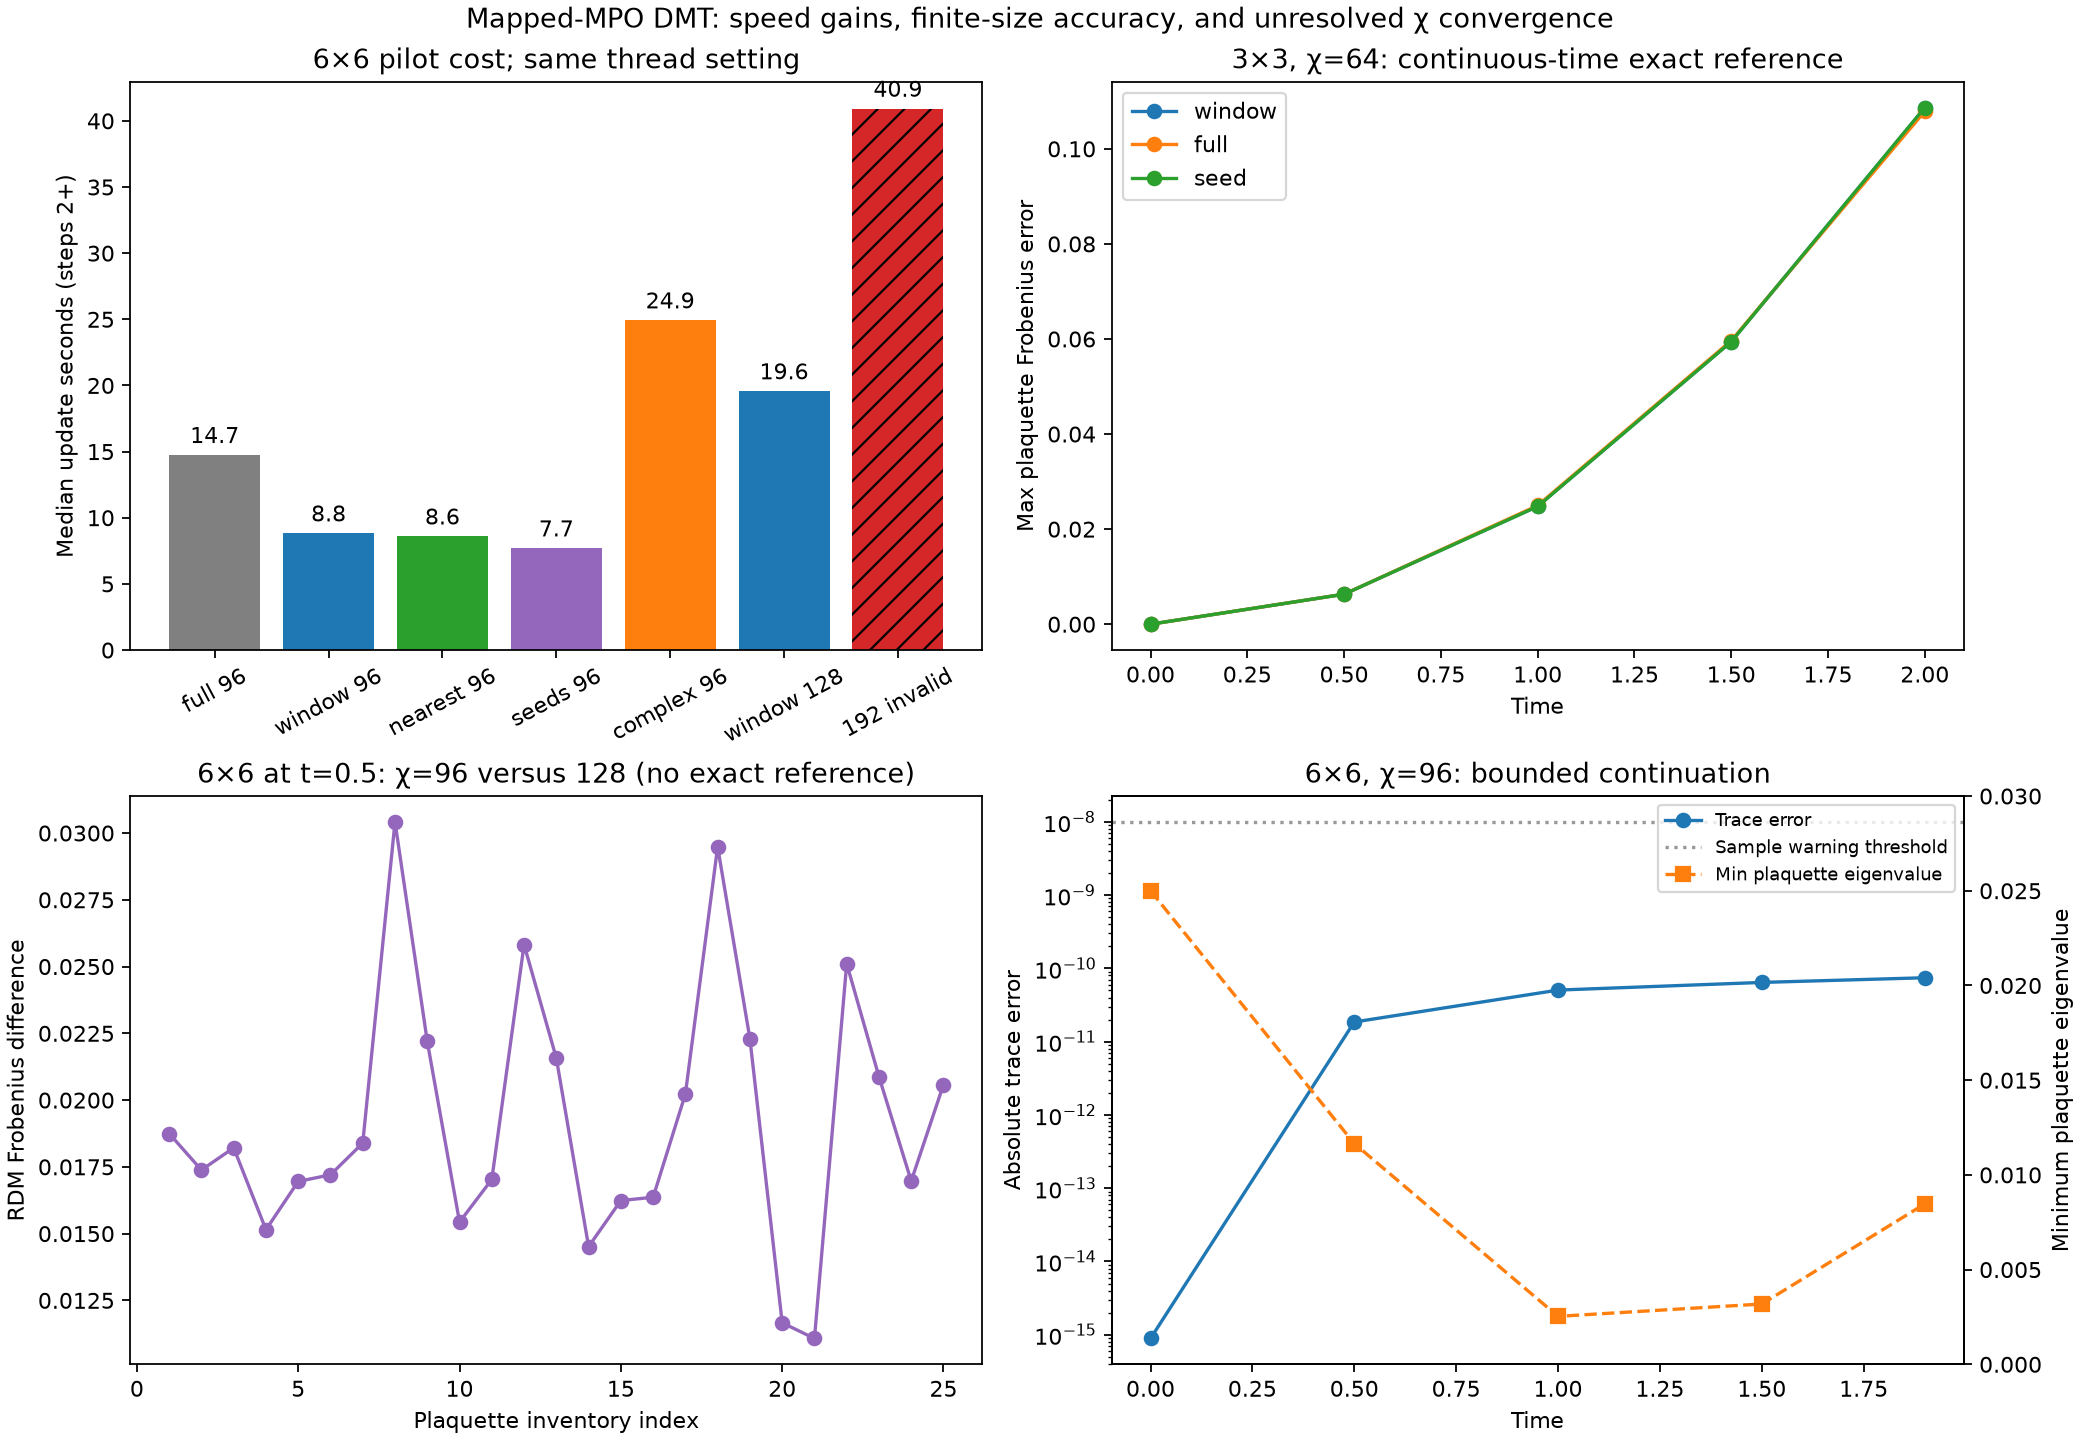 Mapped-MPO DMT: speed gains, finite-size accuracy, and unresolved χ convergence
6×6 pilot cost; same thread setting
Median update seconds (steps 2+)
40
35
30
25
20
15
10
5
0
14.7
8.8
8.6
7.7
24.9
19.6
40.9
full 96
window 96
nearest 96
seeds 96
complex 96
window 128
192 invalid
3×3, χ=64: continuous-time exact reference
window
full
seed
Max plaquette Frobenius error
0.10
0.08
0.06
0.04
0.02
0.00
0.00 0.25 0.50 0.75 1.00 1.25 1.50 1.75 2.00
Time
6×6 at t=0.5: χ=96 versus 128 (no exact reference)
RDM Frobenius difference
0.0300
0.0275
0.0250
0.0225
0.0200
0.0175
0.0150
0.0125
0 5 10 15 20 25
Plaquette inventory index
6×6, χ=96: bounded continuation
Trace error
Sample warning threshold
Min plaquette eigenvalue
Absolute trace error
10⁻⁸
10⁻⁹
10⁻¹⁰
10⁻¹¹
10⁻¹²
10⁻¹³
10⁻¹⁴
10⁻¹⁵
0.030
0.025
0.020
0.015
0.010
0.005
0.000
Minimum plaquette eigenvalue
0.00 0.25 0.50 0.75 1.00 1.25 1.50 1.75
Time